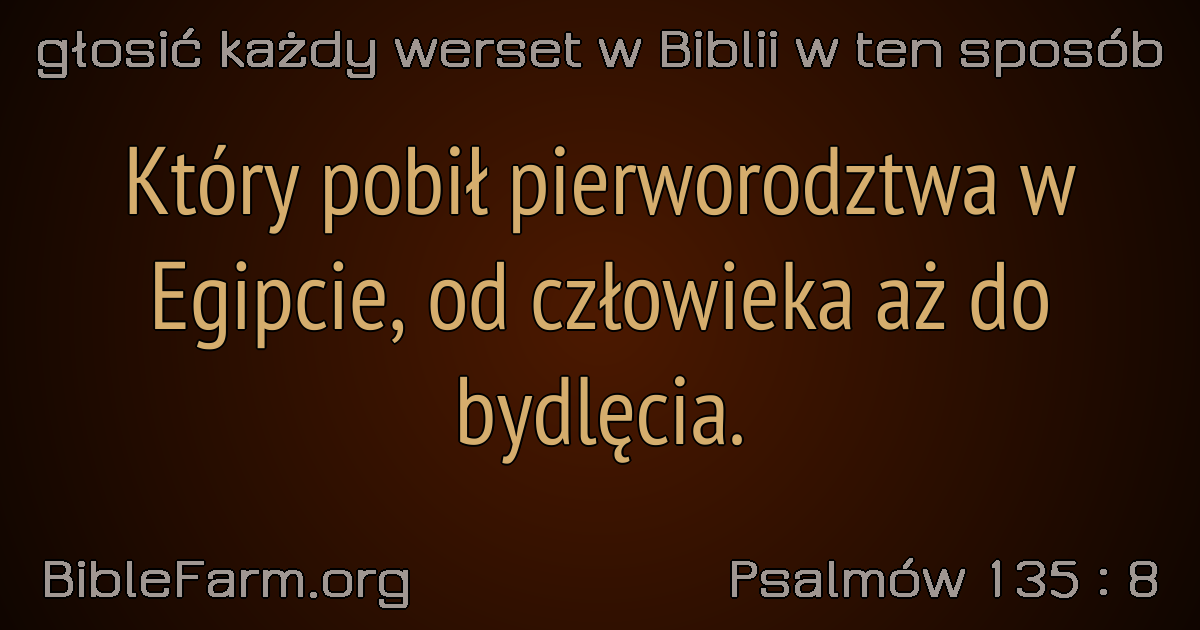 głosić każdy werset w Biblii w ten sposób
Który pobił pierworodztwa w
Egipcie, od człowieka aż do
bydlęcia.
BibleFarm.org
Psalmów 135 : 8